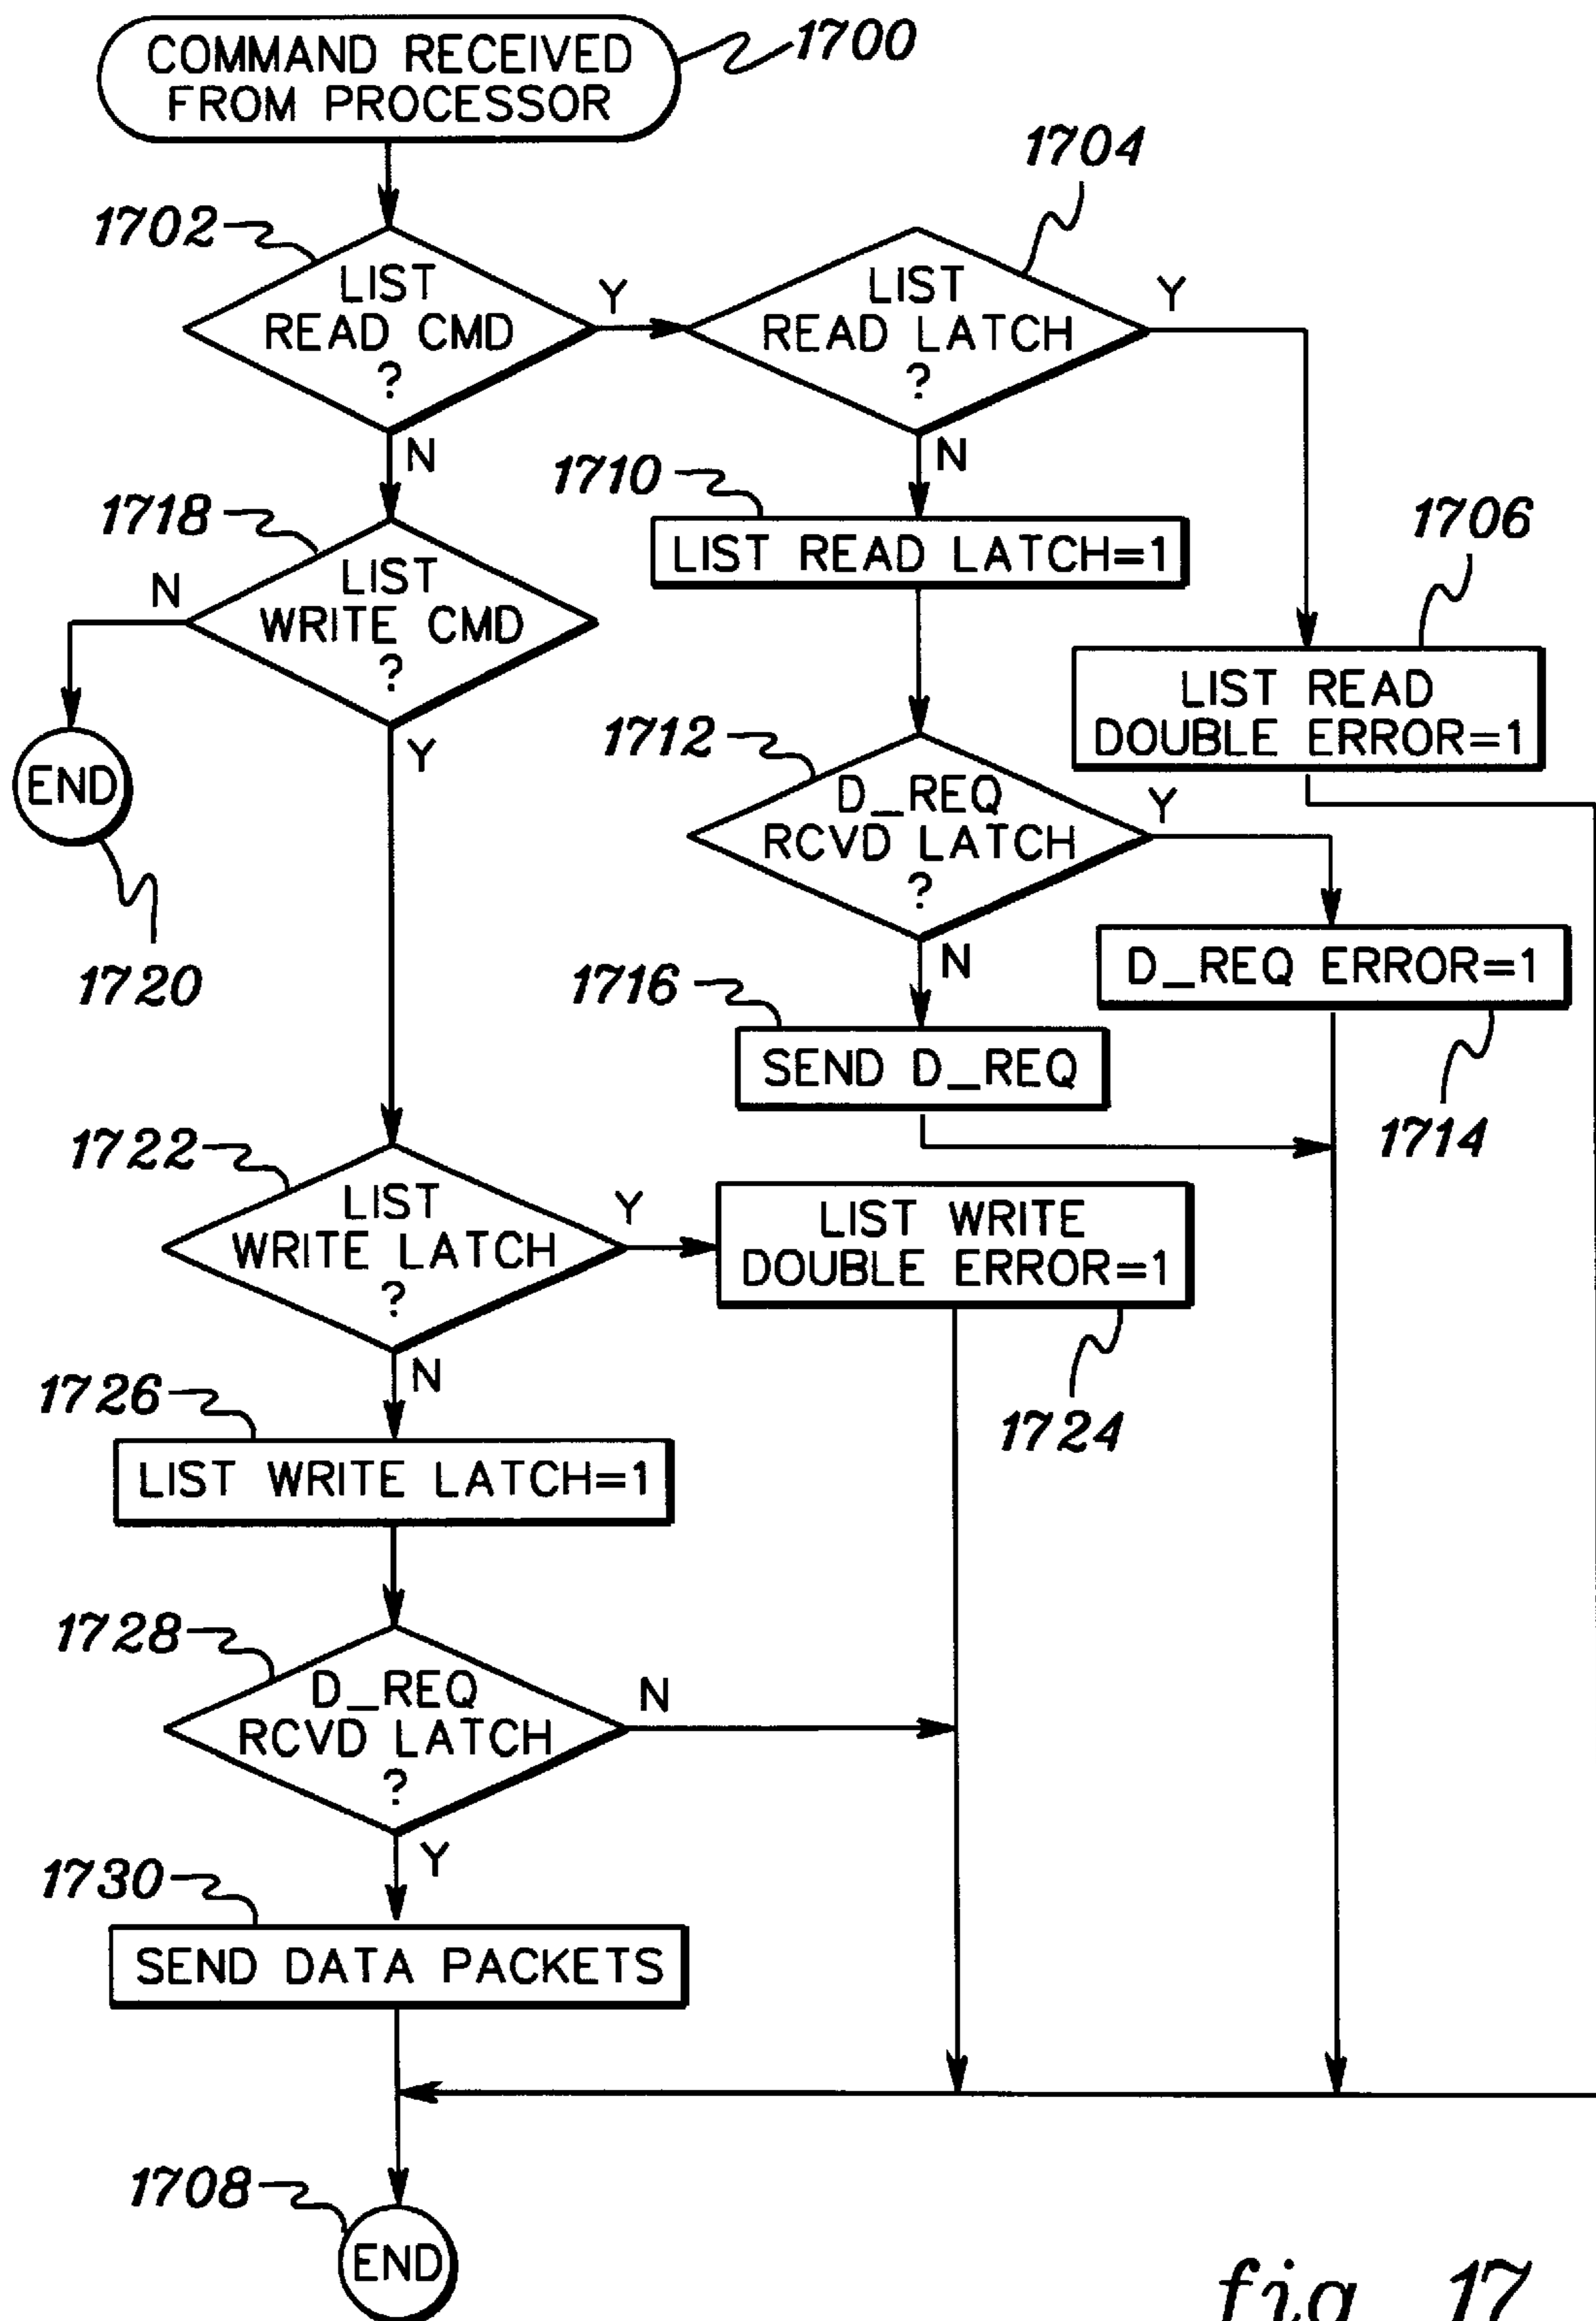 COMMAND RECEIVED
FROM PROCESSOR
1700
1702
LIST
READ CMD
?
Y
N
1704
LIST
READ LATCH
?
Y
N
1710
LIST READ LATCH=1
1706
LIST READ
DOUBLE ERROR=1
1718
LIST
WRITE CMD
?
N
Y
END
1720
1712
D_REQ
RCVD LATCH
?
Y
N
D_REQ ERROR=1
1714
1716
SEND D_REQ
1722
LIST
WRITE LATCH
?
Y
N
LIST WRITE
DOUBLE ERROR=1
1724
1726
LIST WRITE LATCH=1
1728
D_REQ
RCVD LATCH
?
N
Y
1730
SEND DATA PACKETS
1708
END
fig. 17